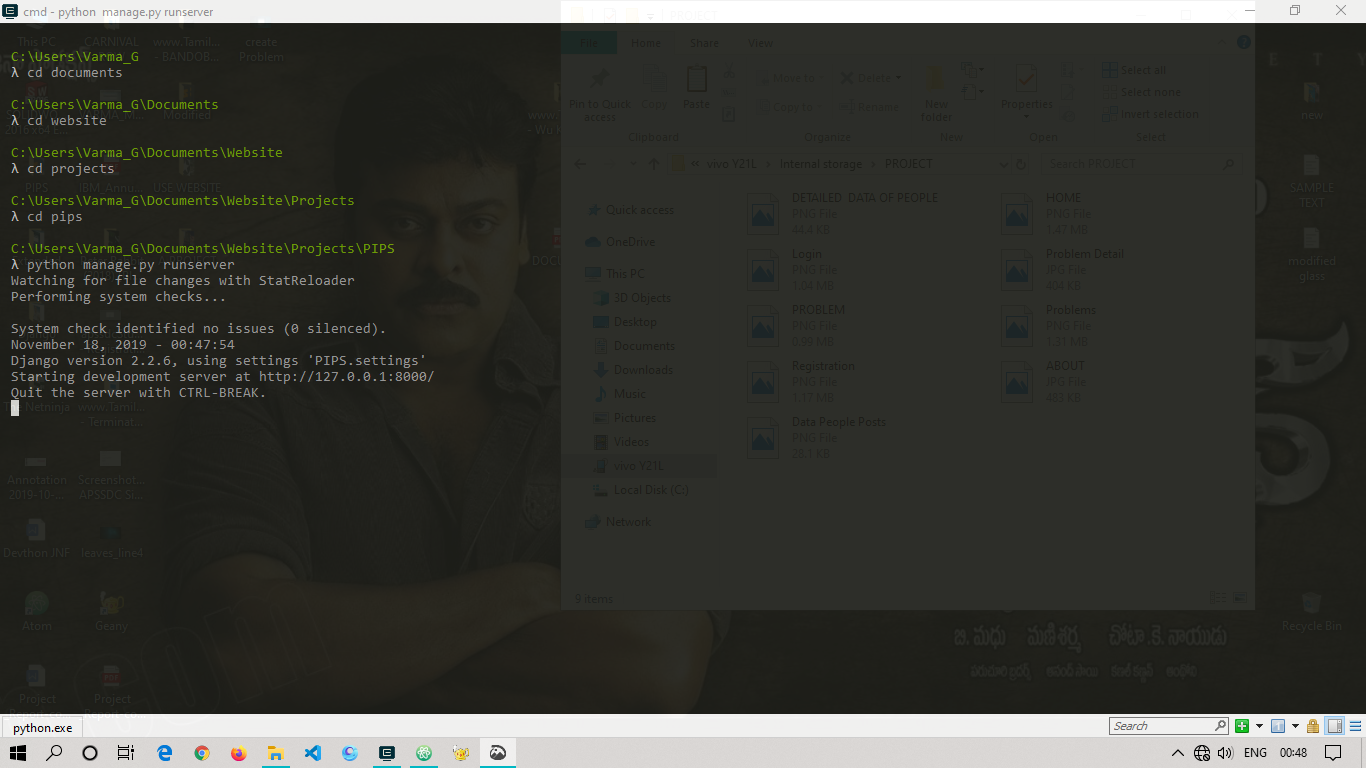 cmd - python  manage.py runserver
C:\Users\Varma_G
λ cd documents
C:\Users\Varma_G\Documents
λ cd website
C:\Users\Varma_G\Documents\Website
λ cd projects
C:\Users\Varma_G\Documents\Website\Projects
λ cd pips
C:\Users\Varma_G\Documents\Website\Projects\PIPS
λ python manage.py runserver
Watching for file changes with StatReloader
Performing system checks...
System check identified no issues (0 silenced).
November 18, 2019 - 00:47:54
Django version 2.2.6, using settings 'PIPS.settings'
Starting development server at http://127.0.0.1:8000/
Quit the server with CTRL-BREAK.
This PC
CARNIVAL
www.Tamil...
- BANDOB...
create
Problem
Modified
PIPS
IBM_Annu...
USE WEBSITE
www.Tamil...
- Terminat...
Annotation
2019-10-...
Screenshot...
APSSDC Si...
Devthon JNF
leaves_line4
Atom
Geany
Project
Report-co...
Project
Report-co...
File
Home
Share
View
Pin to Quick
access
Copy
Paste
Move to
Copy to
Delete
Rename
New
folder
Properties
Select all
Select none
Invert selection
Clipboard
Organize
New
Open
Select
« vivo Y21L > Internal storage > PROJECT
Search PROJECT
Quick access
OneDrive
This PC
3D Objects
Desktop
Documents
Downloads
Music
Pictures
Videos
vivo Y21L
Local Disk (C:)
Network
DETAILED  DATA OF PEOPLE
PNG File
44.4 KB
HOME
PNG File
1.47 MB
Login
PNG File
1.04 MB
Problem Detail
JPG File
404 KB
PROBLEM
PNG File
0.99 MB
Problems
PNG File
1.31 MB
Registration
PNG File
1.17 MB
ABOUT
JPG File
483 KB
Data People Posts
PNG File
29.1 KB
9 items
new
SAMPLE
TEXT
modified
glass
Recycle Bin
బి. మధు మణిశర్మ చోటా .కె. నాయుడు
python.exe
Search
ENG
00:48